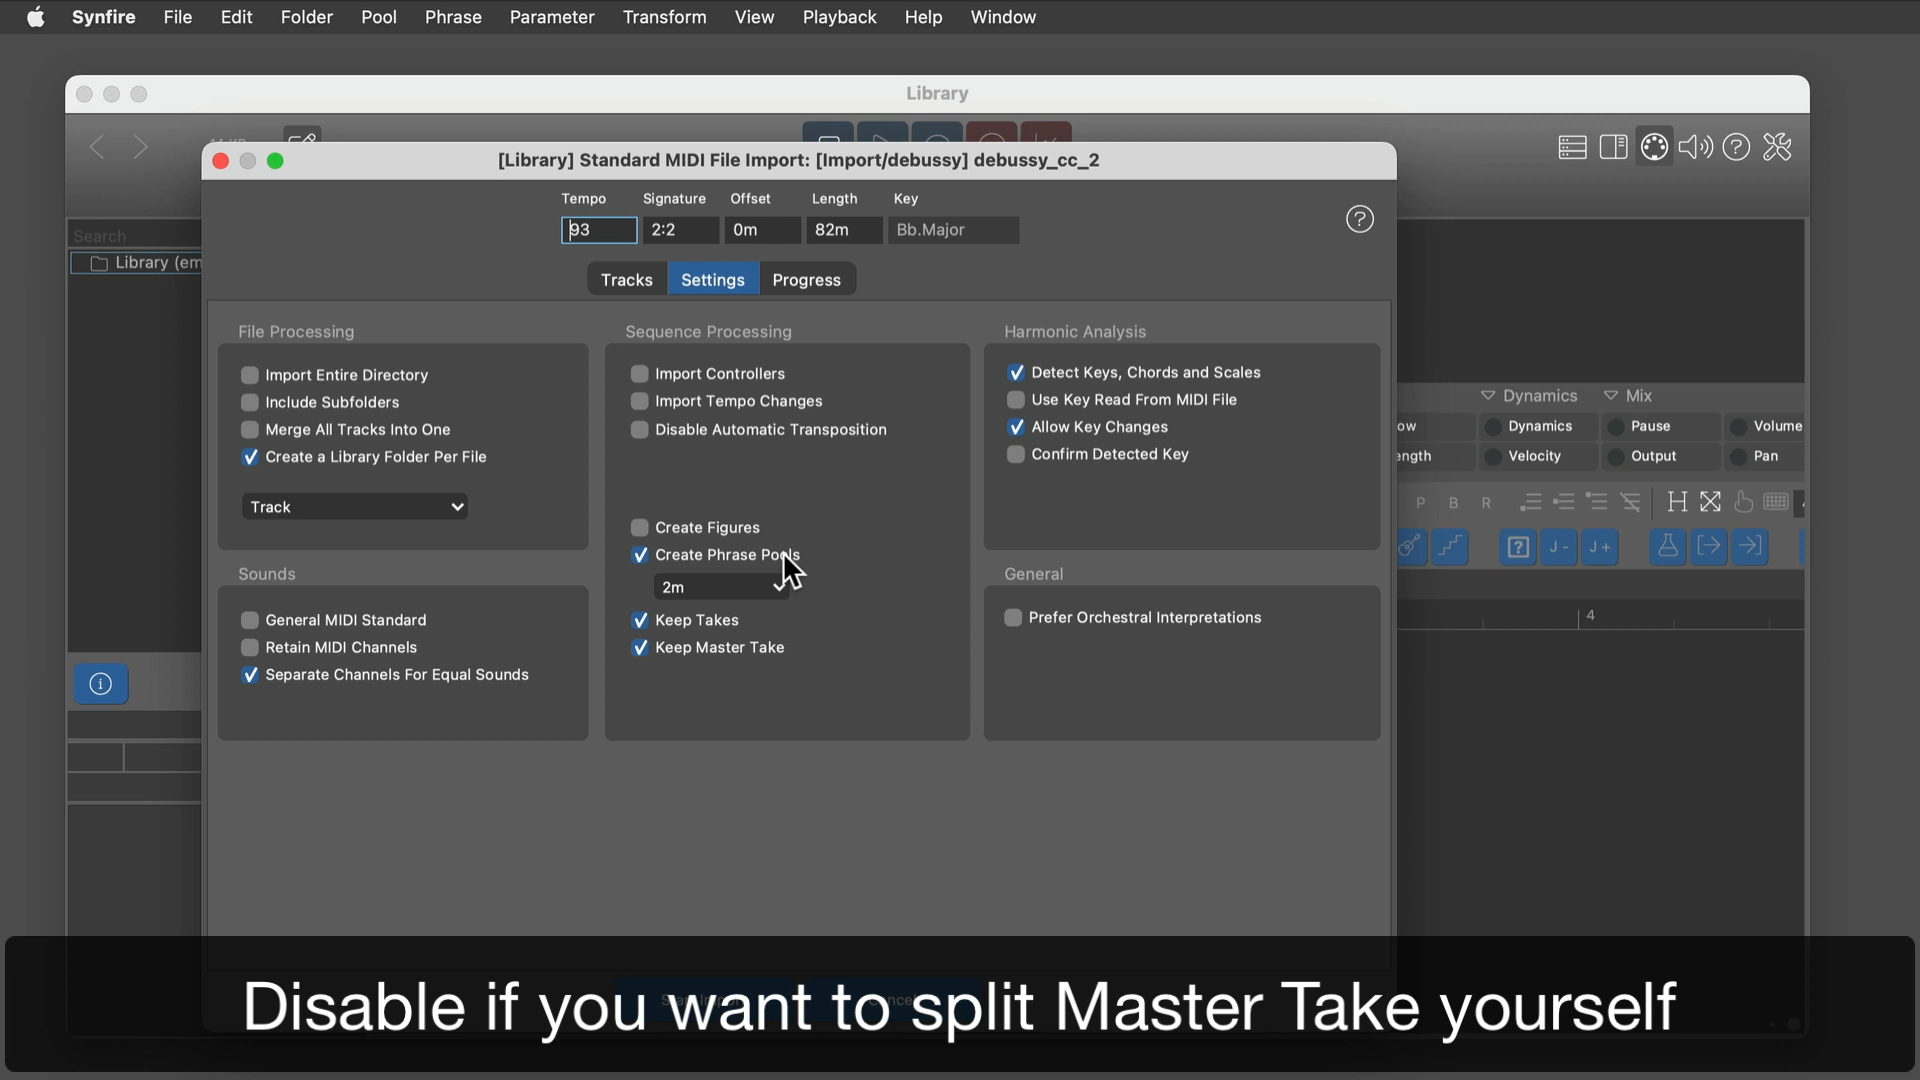 Synfire File Edit Folder Pool Phrase Parameter Transform View Playback Help Window
Library
[Library] Standard MIDI File Import: [Import/debussy] debussy_cc_2
Tempo Signature Offset Length Key
93 2:2 0m 82m Bb.Major
?
Search
Library (em
Tracks Settings Progress
File Processing
Import Entire Directory
Include Subfolders
Merge All Tracks Into One
Create a Library Folder Per File
Track
Sounds
General MIDI Standard
Retain MIDI Channels
Separate Channels For Equal Sounds
Sequence Processing
Import Controllers
Import Tempo Changes
Disable Automatic Transposition
Create Figures
Create Phrase Pools
2m
Keep Takes
Keep Master Take
Harmonic Analysis
Detect Keys, Chords and Scales
Use Key Read From MIDI File
Allow Key Changes
Confirm Detected Key
General
Prefer Orchestral Interpretations
Dynamics Mix
ow Dynamics Pause Volume
ength Velocity Output Pan
P B R
? J- J+
4
Disable if you want to split Master Take yourself